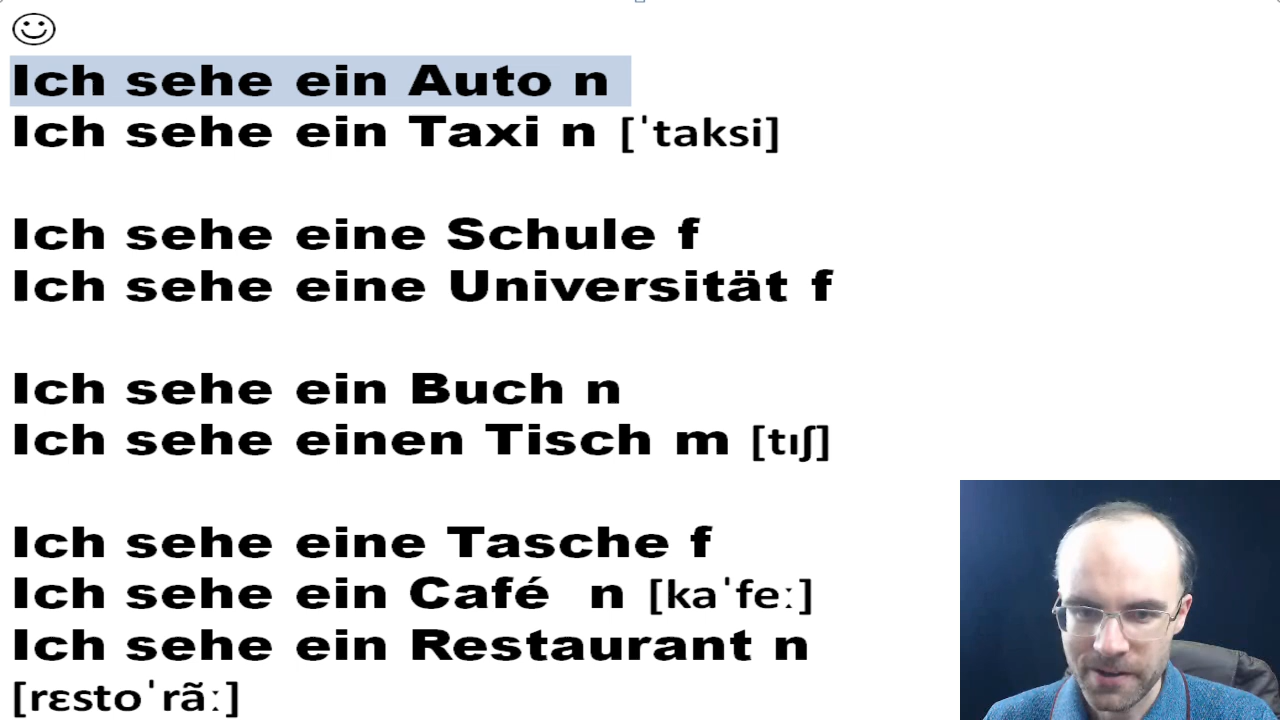 Ich sehe ein Auto n
Ich sehe ein Taxi n [ˈtaksi]
Ich sehe eine Schule f
Ich sehe eine Universität f
Ich sehe ein Buch n
Ich sehe einen Tisch m [tɪʃ]
Ich sehe eine Tasche f
Ich sehe ein Café n [kaˈfeː]
Ich sehe ein Restaurant n
[rɛstoˈrãː]